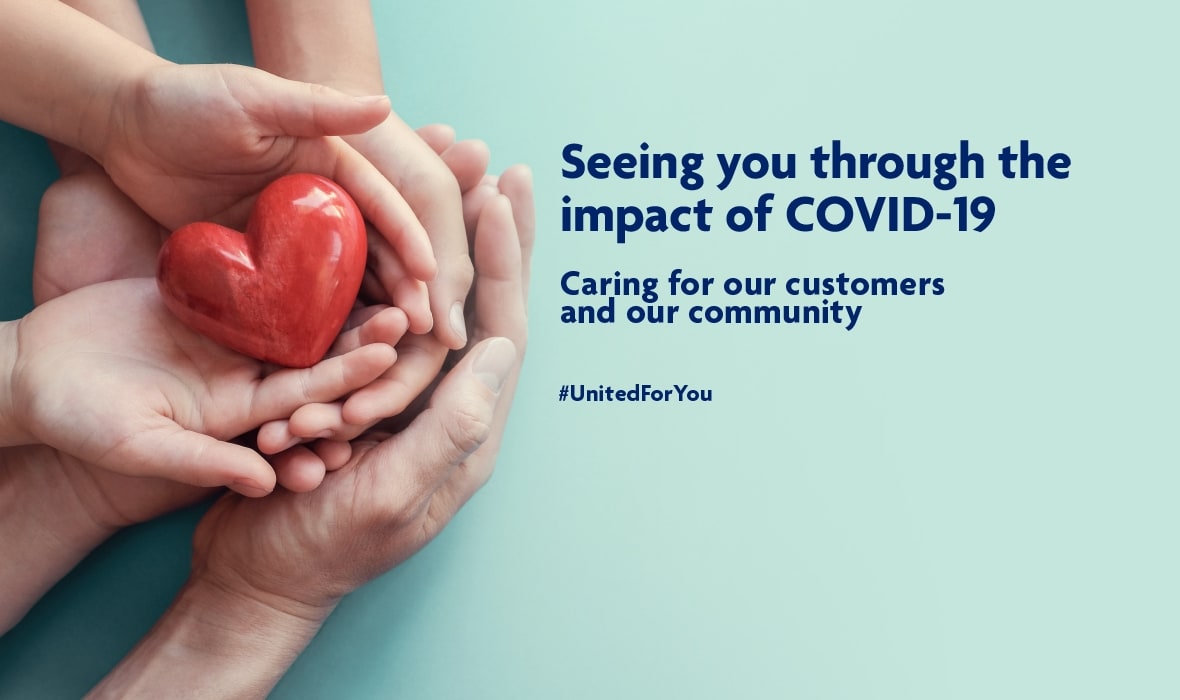 Seeing you through the
impact of COVID-19
Caring for our customers
and our community
#UnitedForYou